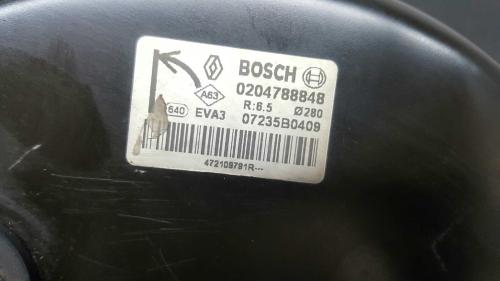 BOSCH
0204788848
A63
R:6.5 Ø280
640 EVA3 07235B0409
472109791R---